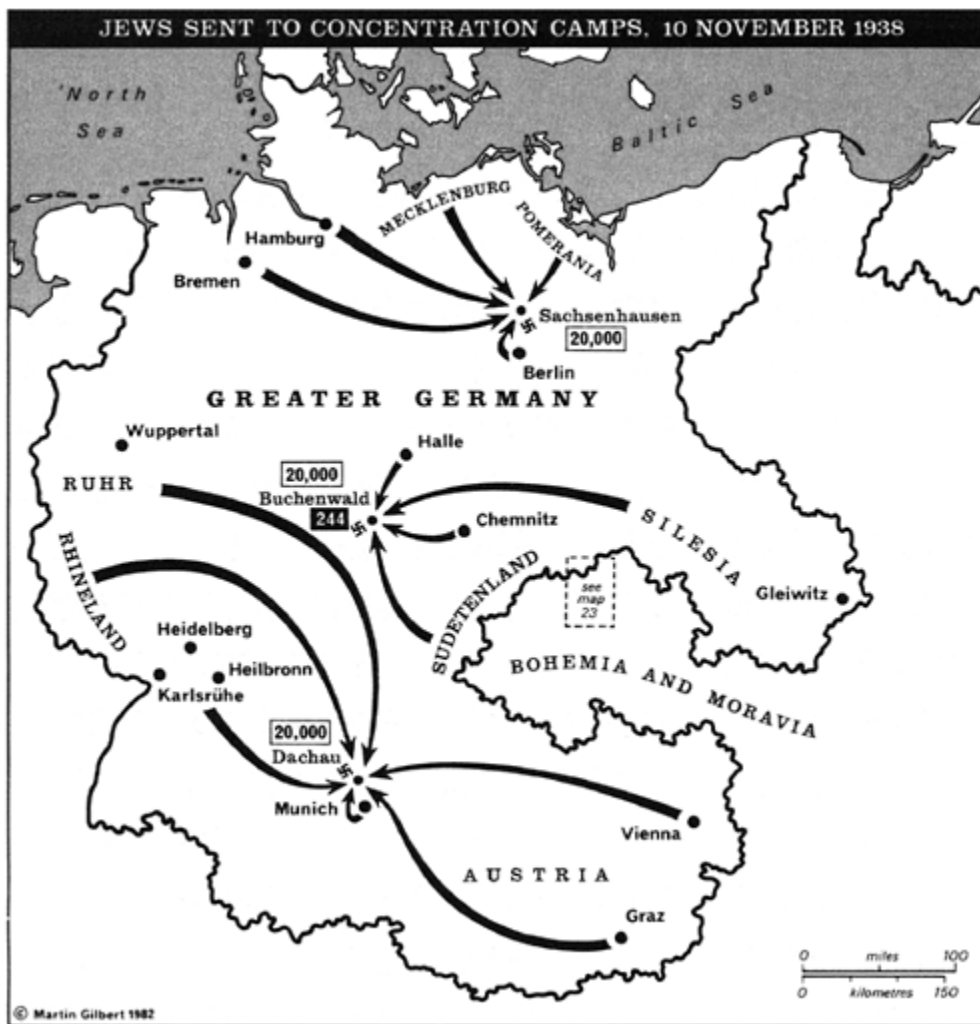 JEWS SENT TO CONCENTRATION CAMPS, 10 NOVEMBER 1938
'North
Sea
Baltic Sea
MECKLENBURG
POMERANIA
Hamburg
Bremen
Sachsenhausen
20,000
Berlin
GREATER GERMANY
Wuppertal
Halle
RUHR
20,000
Buchenwald
244
Chemnitz
SILESIA
RHINELAND
SUDETENLAND
see
map
23
Gleiwitz
Heidelberg
Heilbronn
Karlsrühe
BOHEMIA AND MORAVIA
20,000
Dachau
Munich
Vienna
AUSTRIA
Graz
0 miles 100
0 kilometres 150
© Martin Gilbert 1982